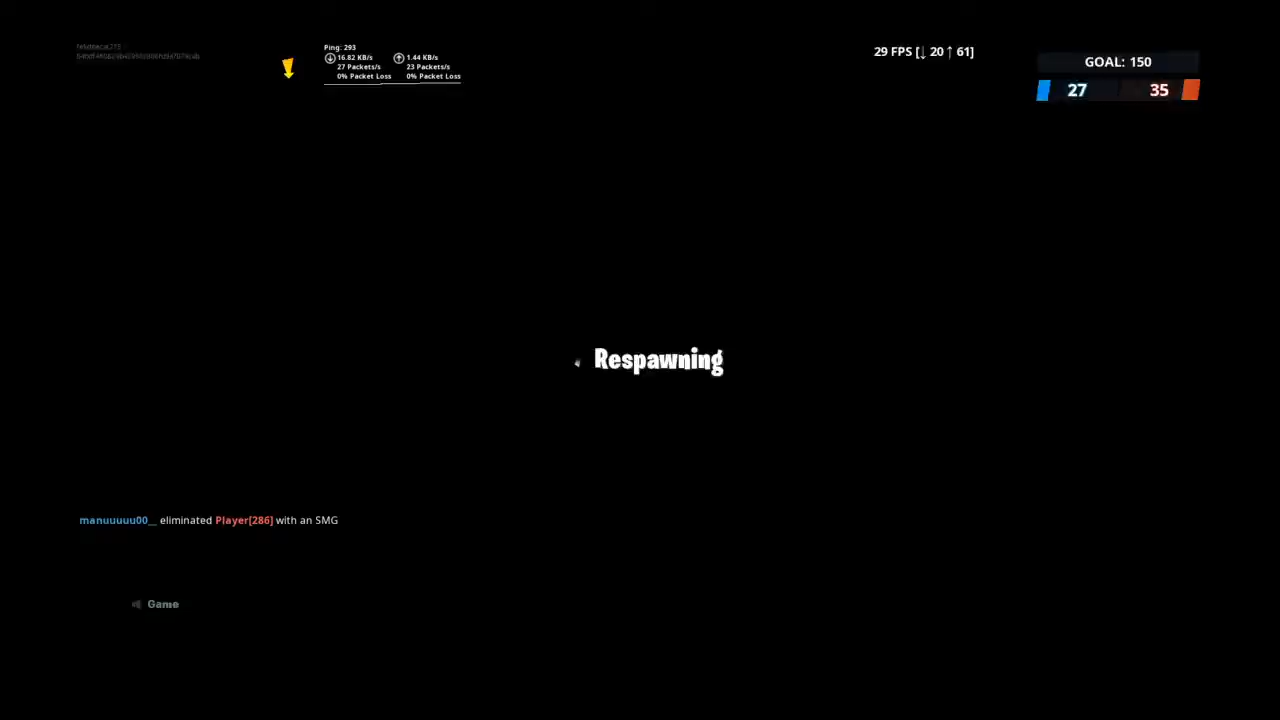 Ping: 293
16.82 KB/s 1.44 KB/s
27 Packets/s 23 Packets/s
0% Packet Loss 0% Packet Loss
29 FPS [↓ 20 ↑ 61]
GOAL: 150
27 35
Respawning
manuuuuu00__ eliminated Player[286] with an SMG
Game